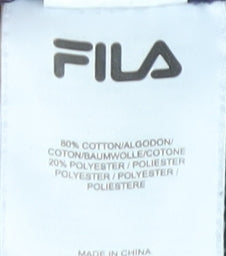 FILA
80% COTTON/ALGODON/
COTON/BAUMWOLLE/COTONE
20% POLYESTER / POLIESTER
POLYESTER / POLYESTER /
POLIESTERE
MADE IN CHINA